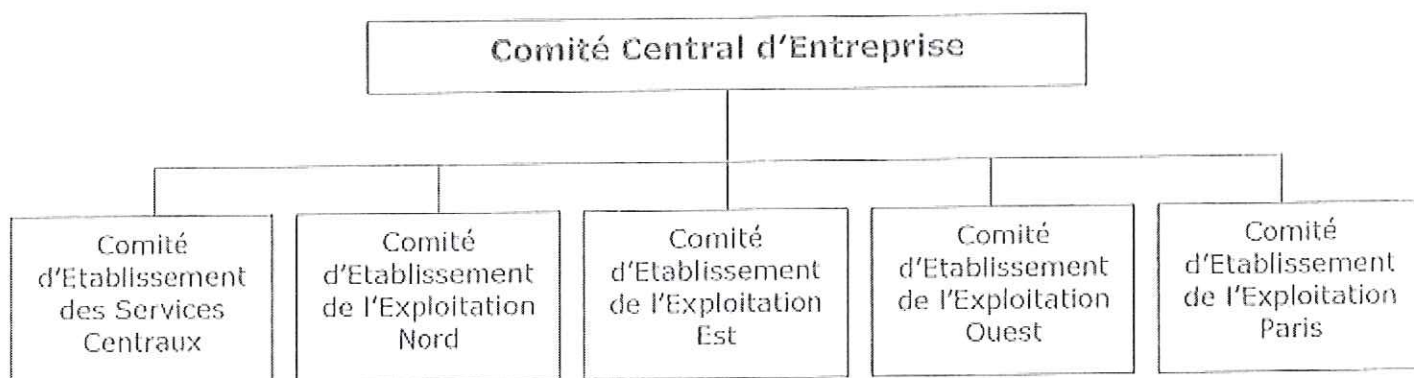 Comité Central d'Entreprise
Comité
d'Etablissement
des Services
Centraux
Comité
d'Etablissement
de l'Exploitation
Nord
Comité
d'Etablissement
de l'Exploitation
Est
Comité
d'Etablissement
de l'Exploitation
Ouest
Comité
d'Etablissement
de l'Exploitation
Paris